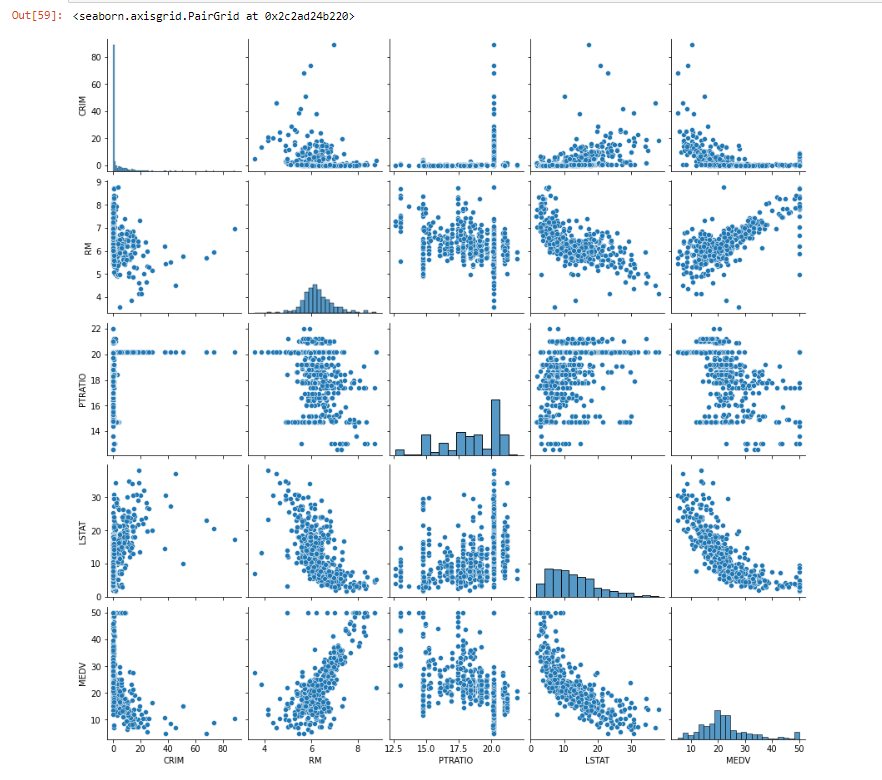 Out[59]: <seaborn.axisgrid.PairGrid at 0x2c2ad24b220>
80
60
40
20
0
CRIM
9
8
7
6
5
4
RM
22
20
18
16
14
PTRATIO
30
20
10
0
LSTAT
50
40
30
20
10
MEDV
0 20 40 60 80
4 6 8
12.5 15.0 17.5 20.0
0 10 20 30
10 20 30 40 50
CRIM RM PTRATIO LSTAT MEDV